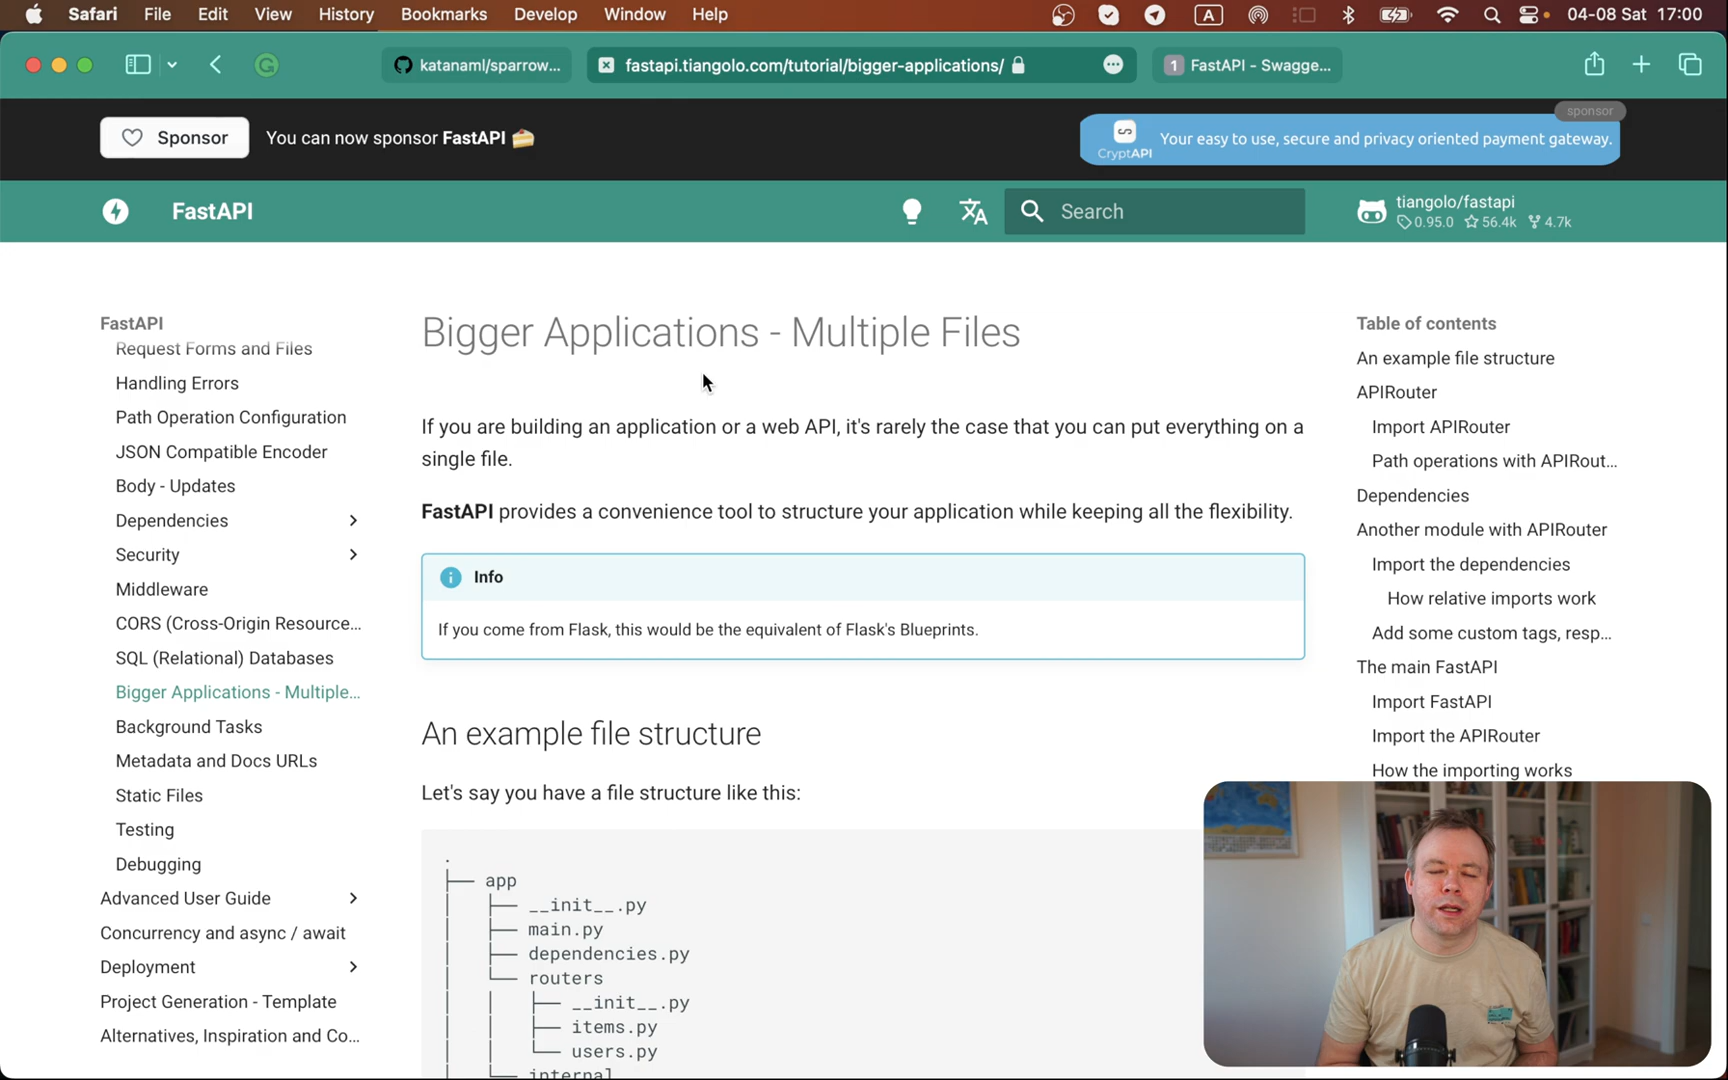 Safari File Edit View History Bookmarks Develop Window Help A 04-08 Sat 17:00
katanaml/sparrow... fastapi.tiangolo.com/tutorial/bigger-applications/ 1 FastAPI - Swagge...
sponsor
Sponsor You can now sponsor FastAPI
CryptAPI Your easy to use, secure and privacy oriented payment gateway.
FastAPI
Search
tiangolo/fastapi
0.95.0 56.4k 4.7k
FastAPI
Request Forms and Files
Handling Errors
Path Operation Configuration
JSON Compatible Encoder
Body - Updates
Dependencies
Security
Middleware
CORS (Cross-Origin Resource...
SQL (Relational) Databases
Bigger Applications - Multiple...
Background Tasks
Metadata and Docs URLs
Static Files
Testing
Debugging
Advanced User Guide
Concurrency and async / await
Deployment
Project Generation - Template
Alternatives, Inspiration and Co...
Bigger Applications - Multiple Files
If you are building an application or a web API, it's rarely the case that you can put everything on a
single file.
FastAPI provides a convenience tool to structure your application while keeping all the flexibility.
Info
If you come from Flask, this would be the equivalent of Flask's Blueprints.
An example file structure
Let's say you have a file structure like this:
.
├── app
│   ├── __init__.py
│   ├── main.py
│   ├── dependencies.py
│   └── routers
│   │   ├── __init__.py
│   │   ├── items.py
│   │   └── users.py
│   └── internal
Table of contents
An example file structure
APIRouter
Import APIRouter
Path operations with APIRout...
Dependencies
Another module with APIRouter
Import the dependencies
How relative imports work
Add some custom tags, resp...
The main FastAPI
Import FastAPI
Import the APIRouter
How the importing works